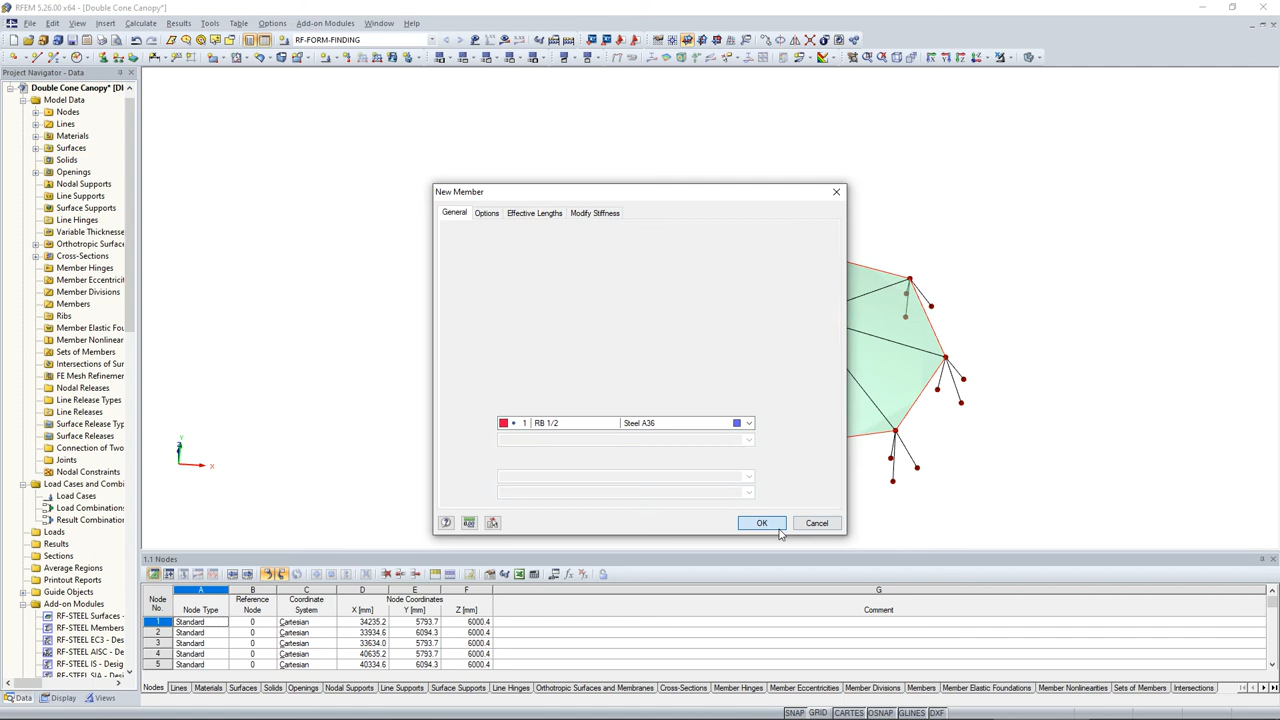 RFEM 5.26.00 x64 - [Double Cone Canopy*]
File Edit View Insert Calculate Results Tools Table Options Add-on Modules Window Help
RF-FORM-FINDING
Project Navigator - Data
Double Cone Canopy* [DI
Model Data
Nodes
Lines
Materials
Surfaces
Solids
Openings
Nodal Supports
Line Supports
Surface Supports
Line Hinges
Variable Thicknesse
Orthotropic Surfac
Cross-Sections
Member Hinges
Member Eccentricit
Member Divisions
Members
Ribs
Member Elastic Fou
Member Nonlinear
Sets of Members
Intersections of Sur
FE Mesh Refinemer
Nodal Releases
Line Release Types
Line Releases
Surface Release Typ
Surface Releases
Connection of Two
Joints
Nodal Constraints
Load Cases and Combi
Load Cases
Load Combinations
Result Combination
Loads
Results
Sections
Average Regions
Printout Reports
Guide Objects
Add-on Modules
RF-STEEL Surfaces -
RF-STEEL Members
RF-STEEL EC3 - Des
RF-STEEL AISC - De
RF-STEEL IS - Design
RF-STEEL SIA - Desi
Data Display Views
New Member
General Options Effective Lengths Modify Stiffness
1 RB 1/2 Steel A36
OK Cancel
Y
X
1.1 Nodes
A B C D E F G
Node Reference Coordinate Node Coordinates
No. Node Type Node System X [mm] Y [mm] Z [mm] Comment
1 Standard 0 Cartesian 34235.2 5793.7 6000.4
2 Standard 0 Cartesian 33934.6 6094.3 6000.4
3 Standard 0 Cartesian 33634.0 5793.7 6000.4
4 Standard 0 Cartesian 40635.2 5793.7 6000.4
5 Standard 0 Cartesian 40334.6 6094.3 6000.4
Nodes Lines Materials Surfaces Solids Openings Nodal Supports Line Supports Surface Supports Line Hinges Orthotropic Surfaces and Membranes Cross-Sections Member Hinges Member Eccentricities Member Divisions Members Member Elastic Foundations Member Nonlinearities Sets of Members Intersections
SNAP GRID CARTES OSNAP GLINES DXF